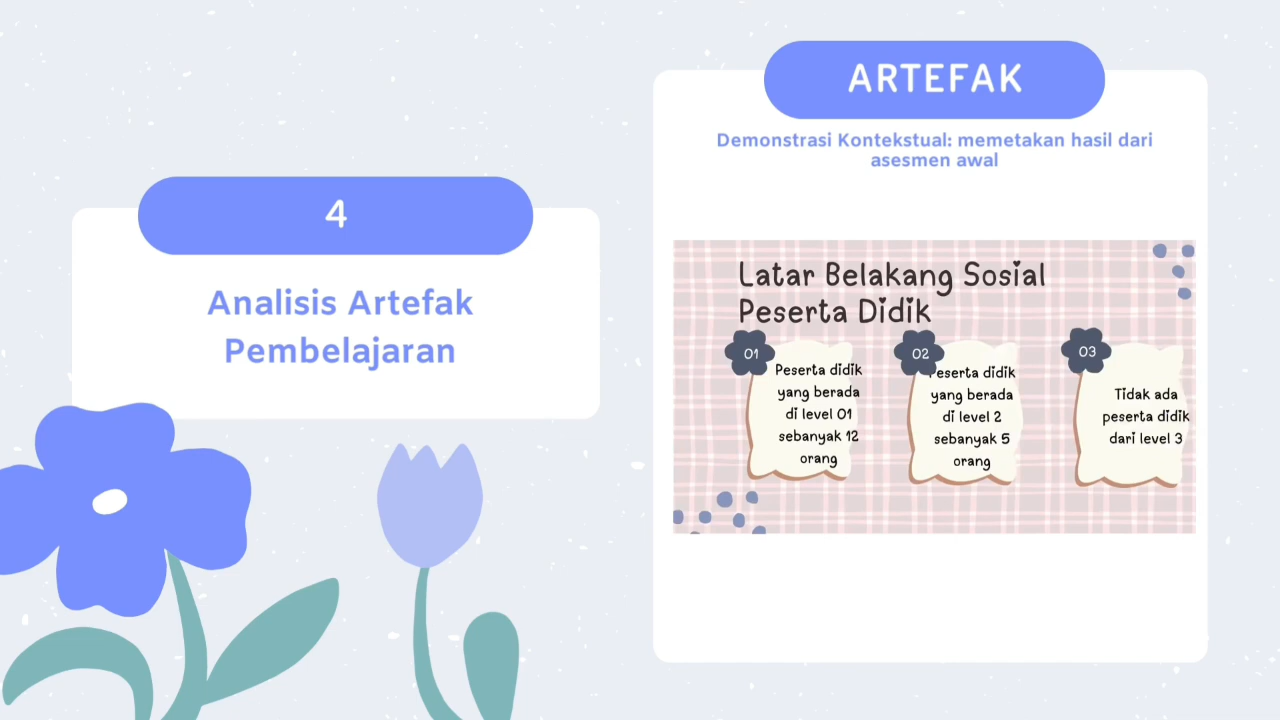 4
Analisis Artefak
Pembelajaran
ARTEFAK
Demonstrasi Kontekstual: memetakan hasil dari
asesmen awal
Latar Belakang Sosial
Peserta Didik
01
Peserta didik
yang berada
di level 01
sebanyak 12
orang
02
Peserta didik
yang berada
di level 2
sebanyak 5
orang
03
Tidak ada
peserta didik
dari level 3